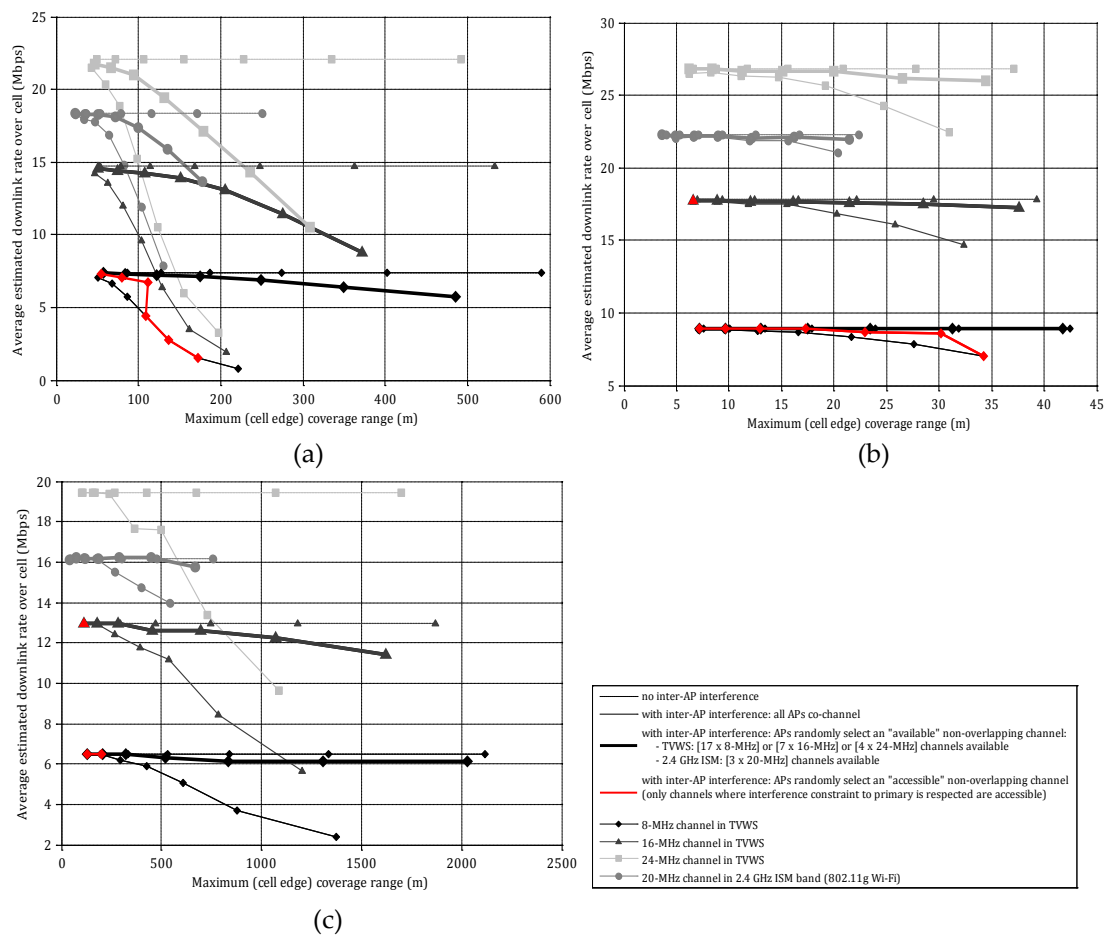 25
20
15
10
5
0
0 100 200 300 400 500 600
Average estimated downlink rate over cell (Mbps)
Maximum (cell edge) coverage range (m)
(a)
30
25
20
15
10
5
0 5 10 15 20 25 30 35 40 45
Average estimated downlink rate over cell (Mbps)
Maximum (cell edge) coverage range (m)
(b)
20
18
16
14
12
10
8
6
4
2
0 500 1000 1500 2000 2500
Average estimated downlink rate over cell (Mbps)
Maximum (cell edge) coverage range (m)
(c)
no inter-AP interference
with inter-AP interference: all APs co-channel
with inter-AP interference: APs randomly select an "available" non-overlapping channel:
- TVWS: [17 x 8-MHz] or [7 x 16-MHz] or [4 x 24-MHz] channels available
- 2.4 GHz ISM: [3 x 20-MHz] channels available
with inter-AP interference: APs randomly select an "accessible" non-overlapping channel
(only channels where interference constraint to primary is respected are accessible)
8-MHz channel in TVWS
16-MHz channel in TVWS
24-MHz channel in TVWS
20-MHz channel in 2.4 GHz ISM band (802.11g Wi-Fi)